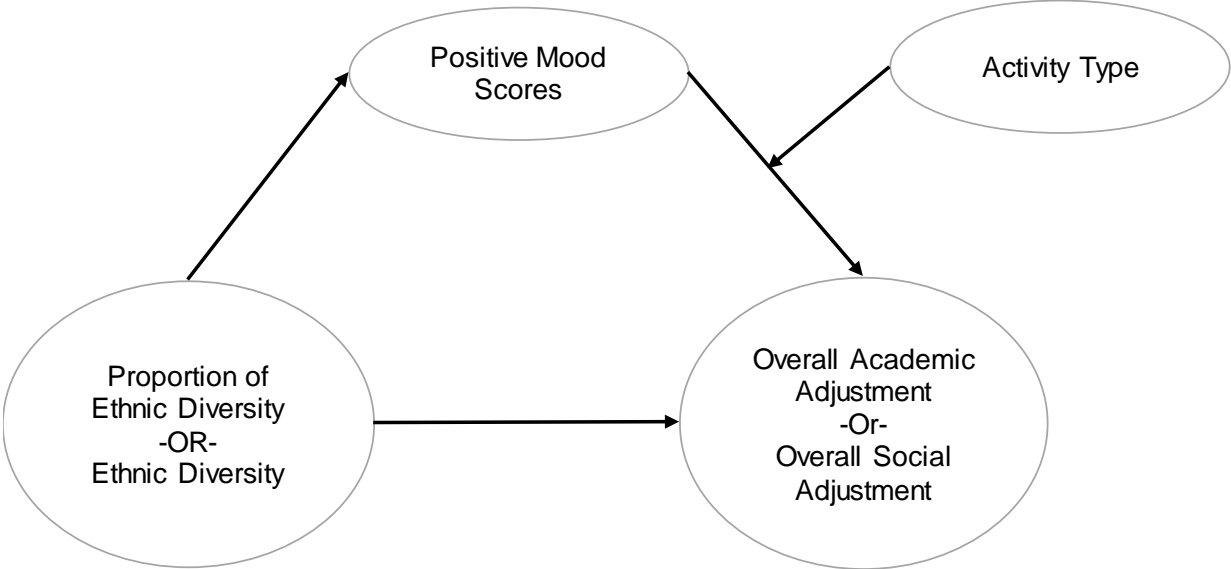 Positive Mood
Scores
Activity Type
Proportion of
Ethnic Diversity
-OR-
Ethnic Diversity
Overall Academic
Adjustment
-Or-
Overall Social
Adjustment